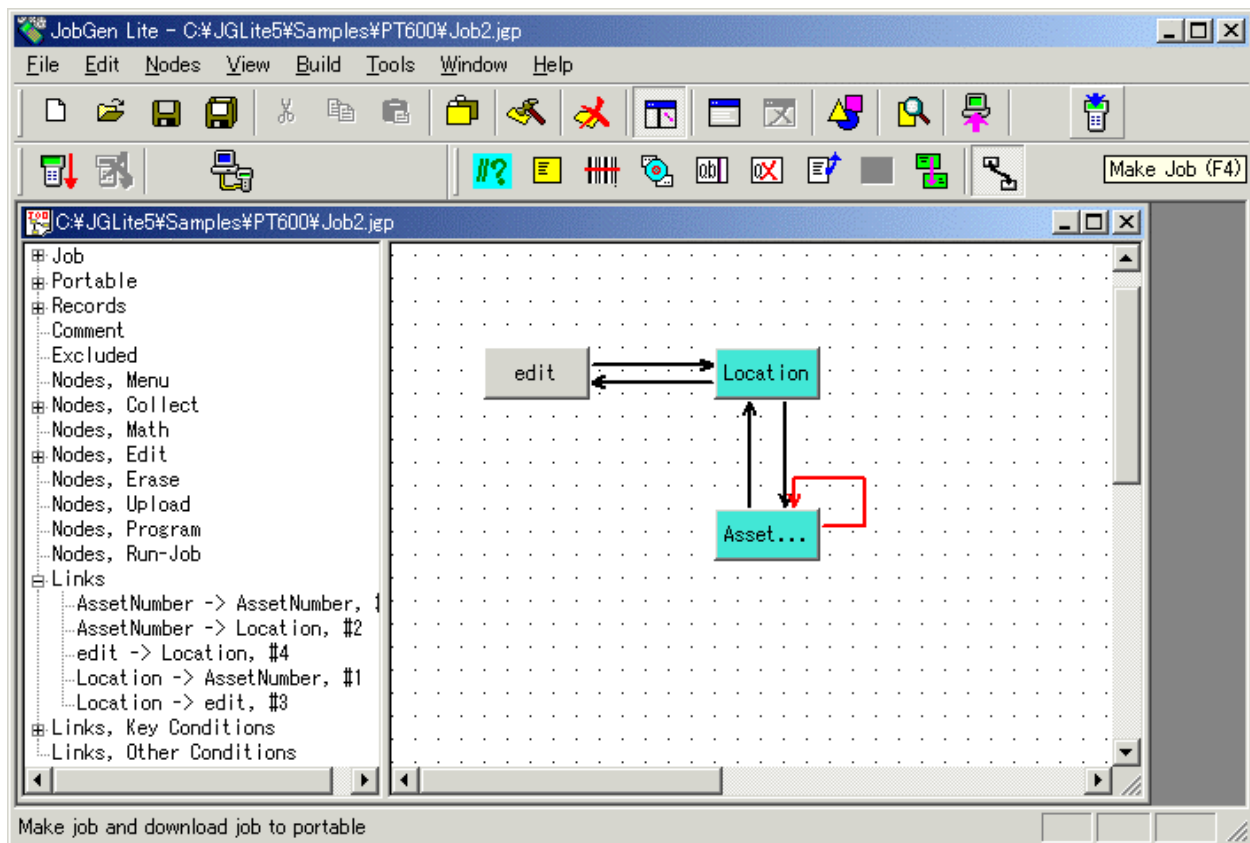 JobGen Lite - C:¥JGLite5¥Samples¥PT600¥Job2.jgp
File Edit Nodes View Build Tools Window Help
Make Job (F4)
C:¥JGLite5¥Samples¥PT600¥Job2.jgp
Job
Portable
Records
Comment
Excluded
Nodes, Menu
Nodes, Collect
Nodes, Math
Nodes, Edit
Nodes, Erase
Nodes, Upload
Nodes, Program
Nodes, Run-Job
Links
AssetNumber -> AssetNumber,
AssetNumber -> Location, #2
edit -> Location, #4
Location -> AssetNumber, #1
Location -> edit, #3
Links, Key Conditions
Links, Other Conditions
edit
Location
Asset...
Make job and download job to portable